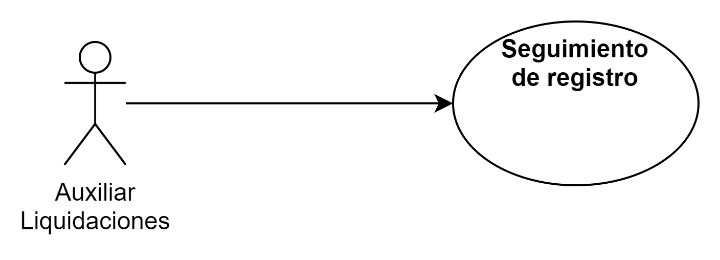 Seguimiento
de registro
Auxiliar
Liquidaciones